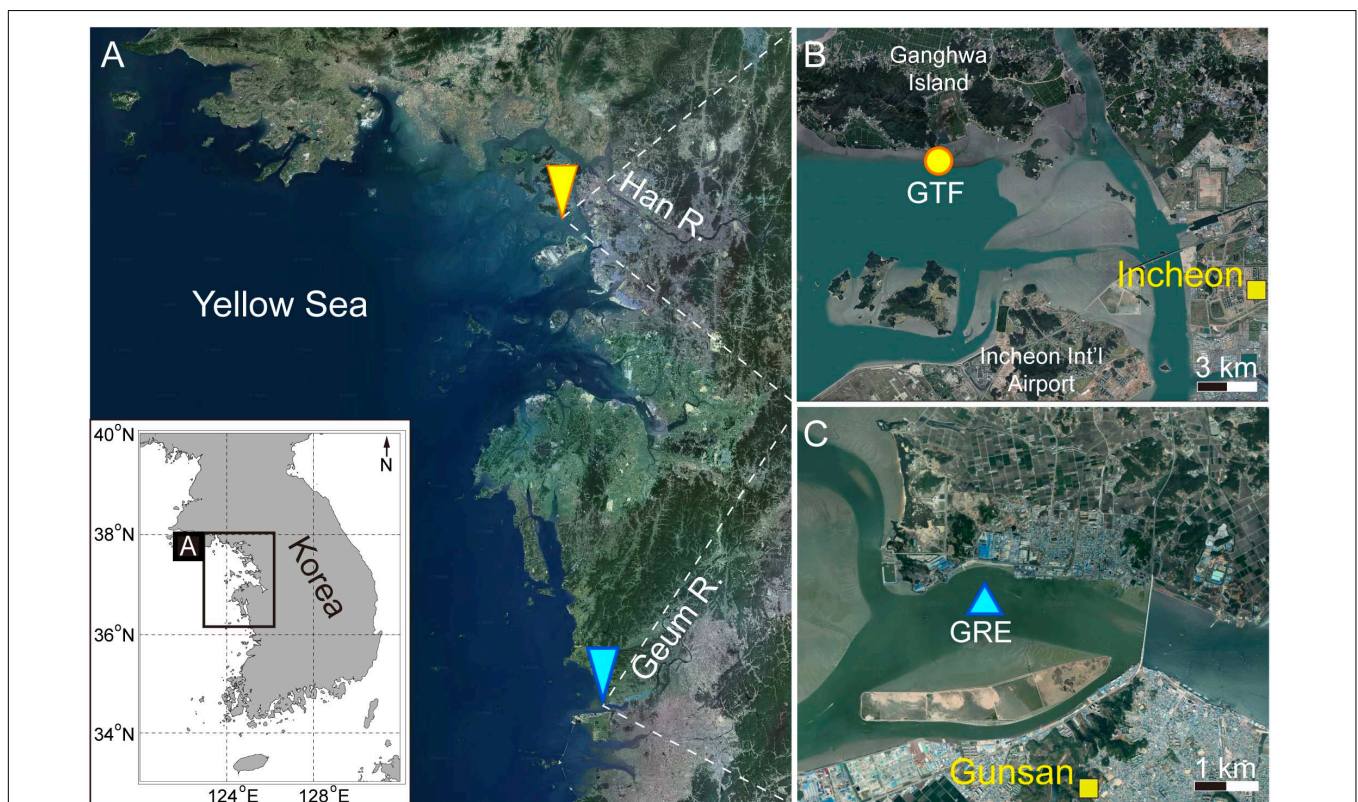 A
Han R.
Yellow Sea
Geum R.
40°N
N
38°N
A
Korea
36°N
34°N
124°E
128°E
B
Ganghwa
Island
GTF
Incheon
Incheon Int'l
Airport
3 km
C
GRE
Gunsan
1 km